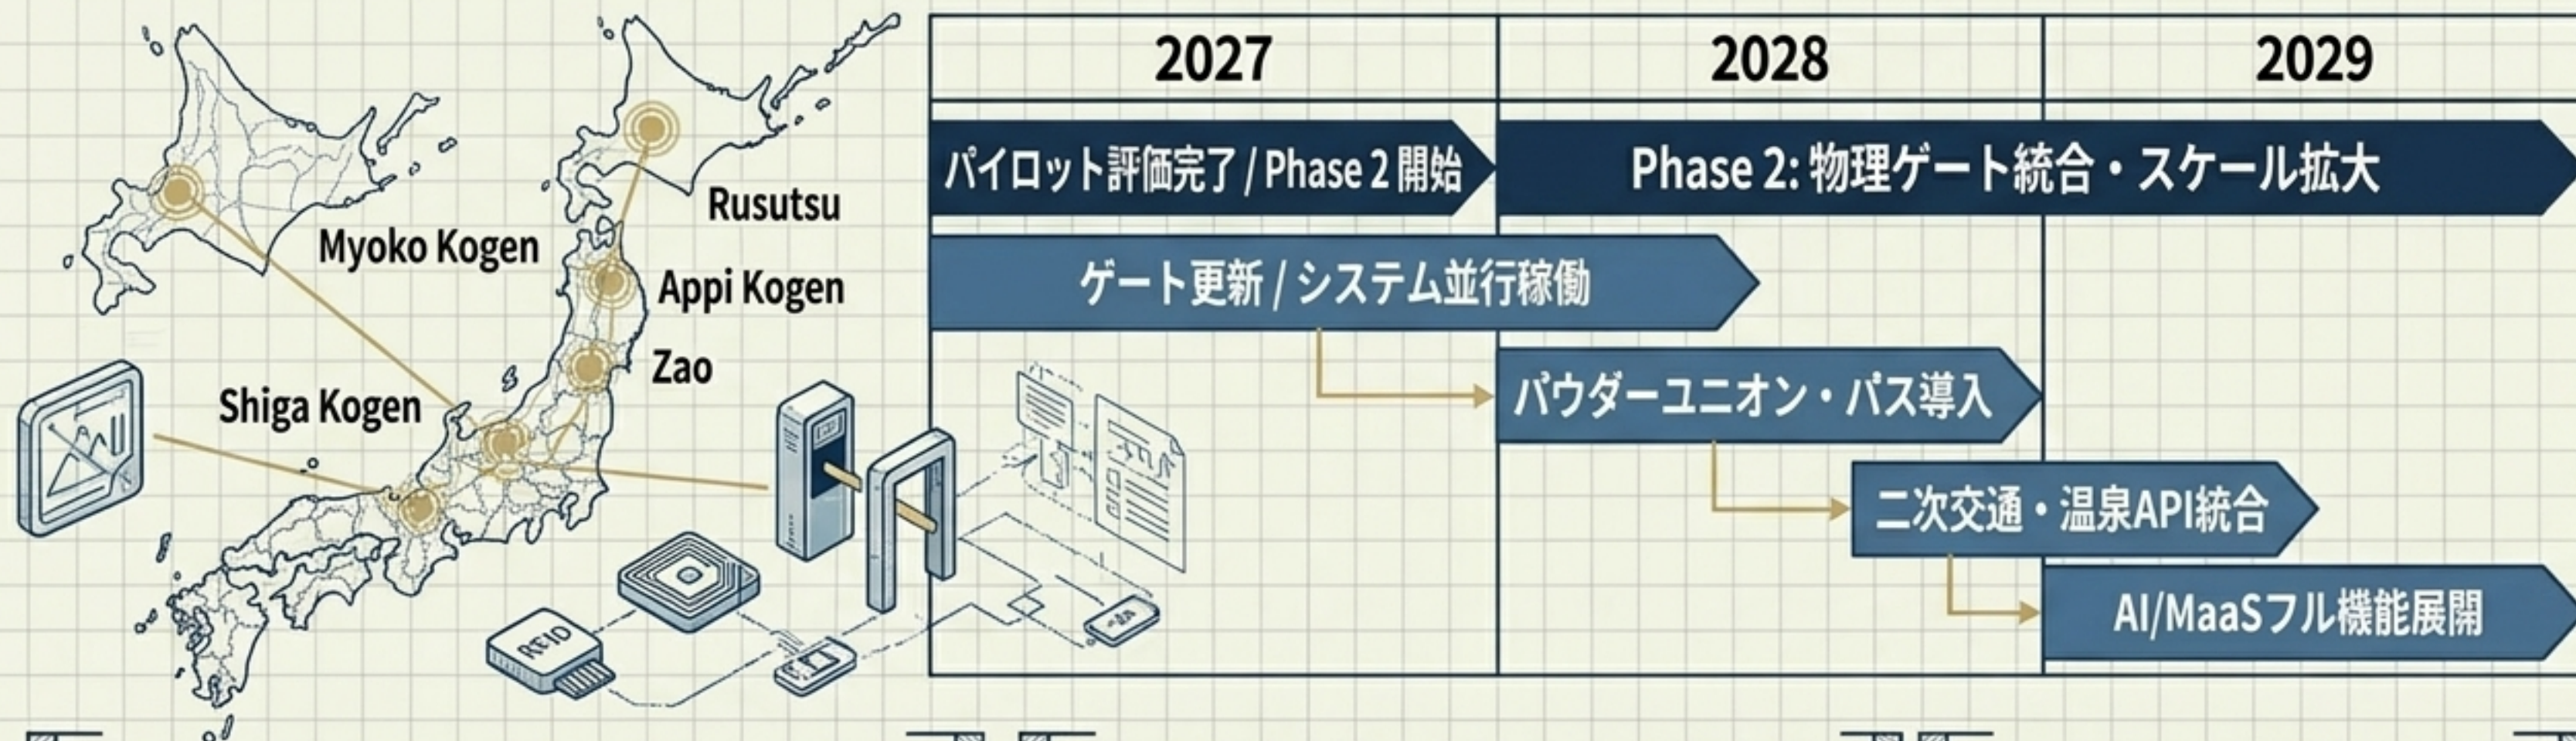 2027
2028
2029
パイロット評価完了 / Phase 2 開始
Phase 2: 物理ゲート統合・スケール拡大
ゲート更新 / システム並行稼働
パウダーユニオン・パス導入
二次交通・温泉API統合
AI/MaaSフル機能展開
Rusutsu
Myoko Kogen
Appi Kogen
Zao
Shiga Kogen